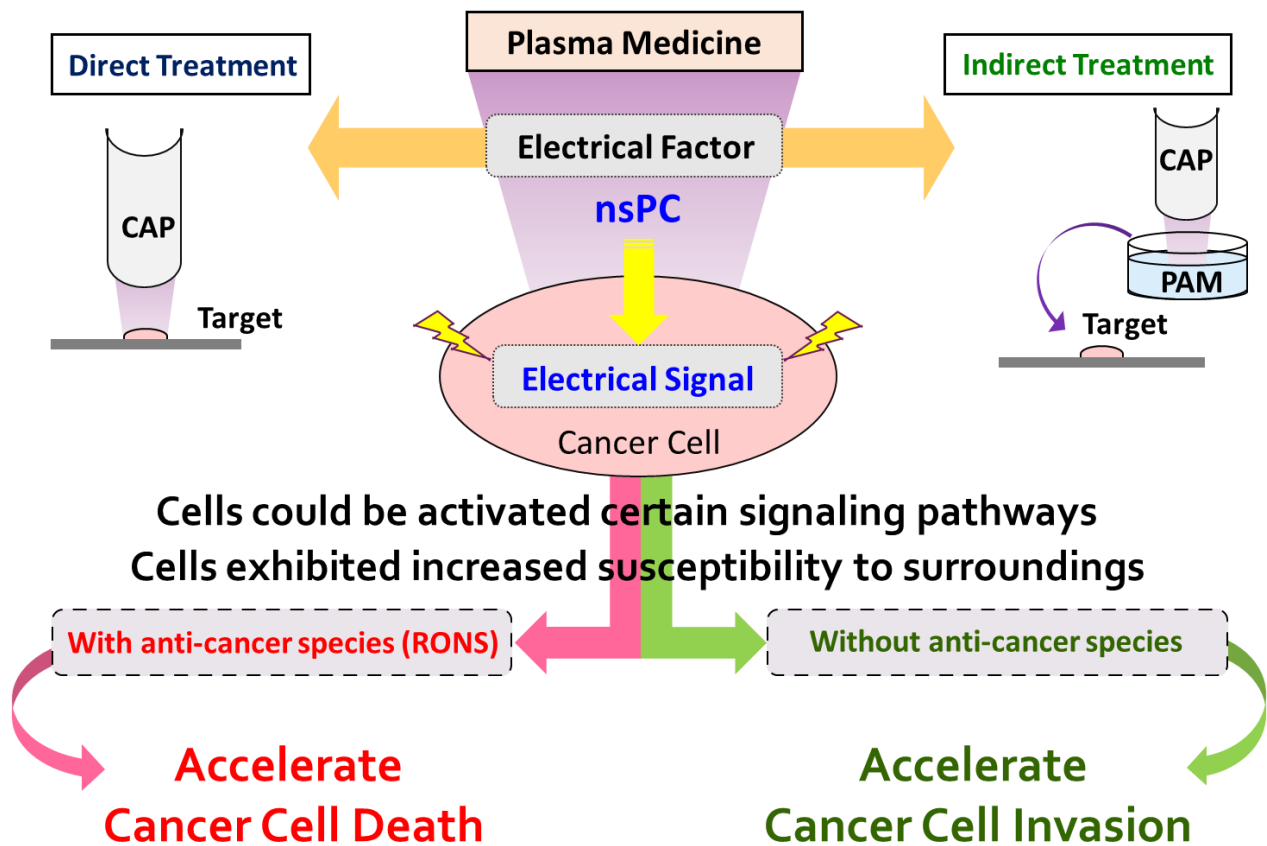 Plasma Medicine
Direct Treatment
Indirect Treatment
Electrical Factor
nsPC
CAP
Target
CAP
PAM
Target
Electrical Signal
Cancer Cell
Cells could be activated certain signaling pathways
Cells exhibited increased susceptibility to surroundings
With anti-cancer species (RONS)
Without anti-cancer species
Accelerate
Cancer Cell Death
Accelerate
Cancer Cell Invasion